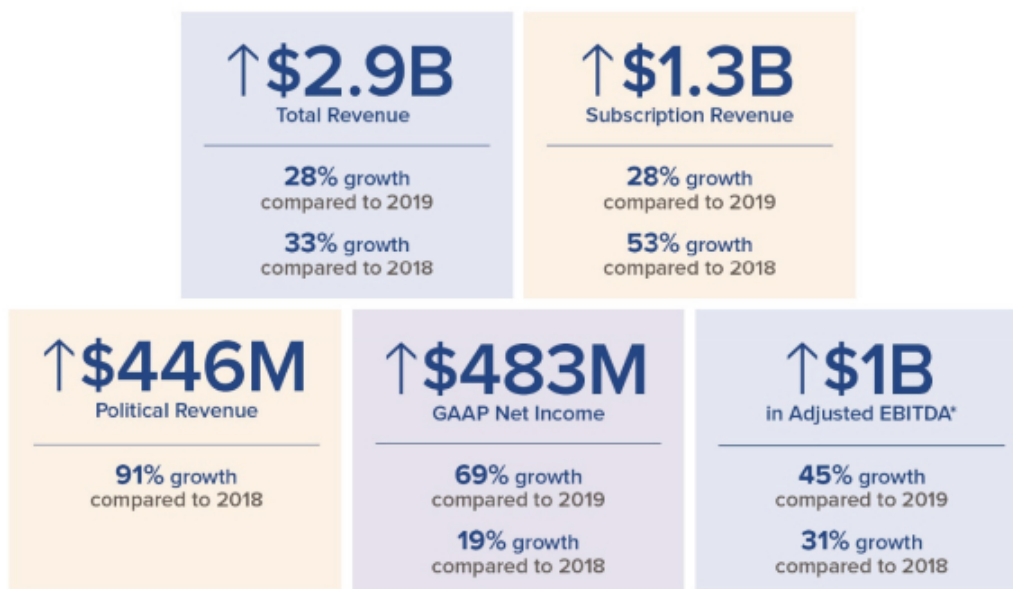 ↑$2.9B
Total Revenue
28% growth
compared to 2019
33% growth
compared to 2018
↑$1.3B
Subscription Revenue
28% growth
compared to 2019
53% growth
compared to 2018
↑$446M
Political Revenue
91% growth
compared to 2018
↑$483M
GAAP Net Income
69% growth
compared to 2019
19% growth
compared to 2018
↑$1B
in Adjusted EBITDA*
45% growth
compared to 2019
31% growth
compared to 2018